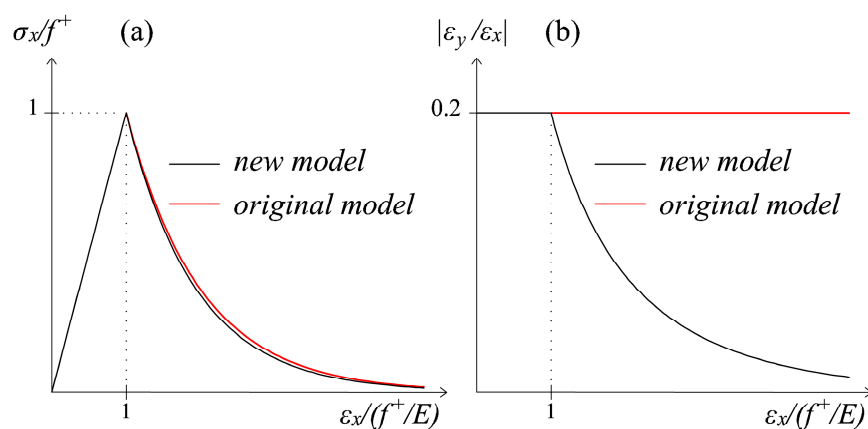 σx/f⁺ (a)
1
new model
original model
1
εx/(f⁺/E)
|εy/εx| (b)
0.2
new model
original model
1
εx/(f⁺/E)